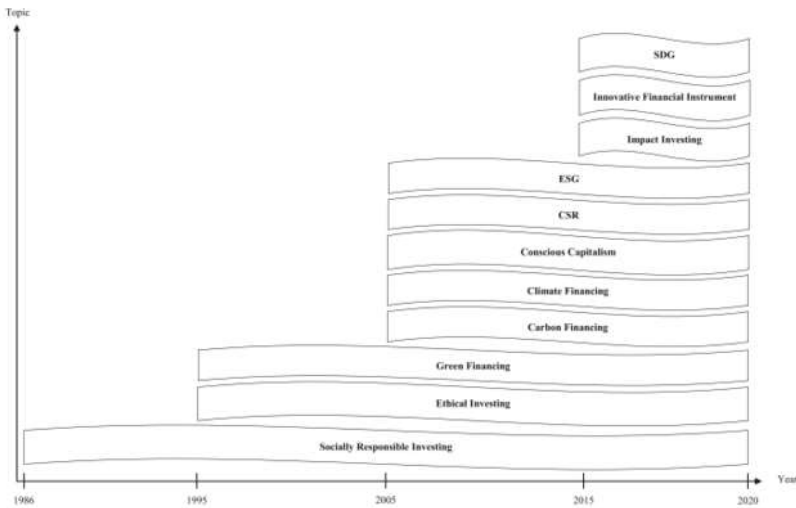 Topic
SDG
Innovative Financial Instrument
Impact Investing
ESG
CSR
Conscious Capitalism
Climate Financing
Carbon Financing
Green Financing
Ethical Investing
Socially Responsible Investing
Year
1986
1995
2005
2015
2020